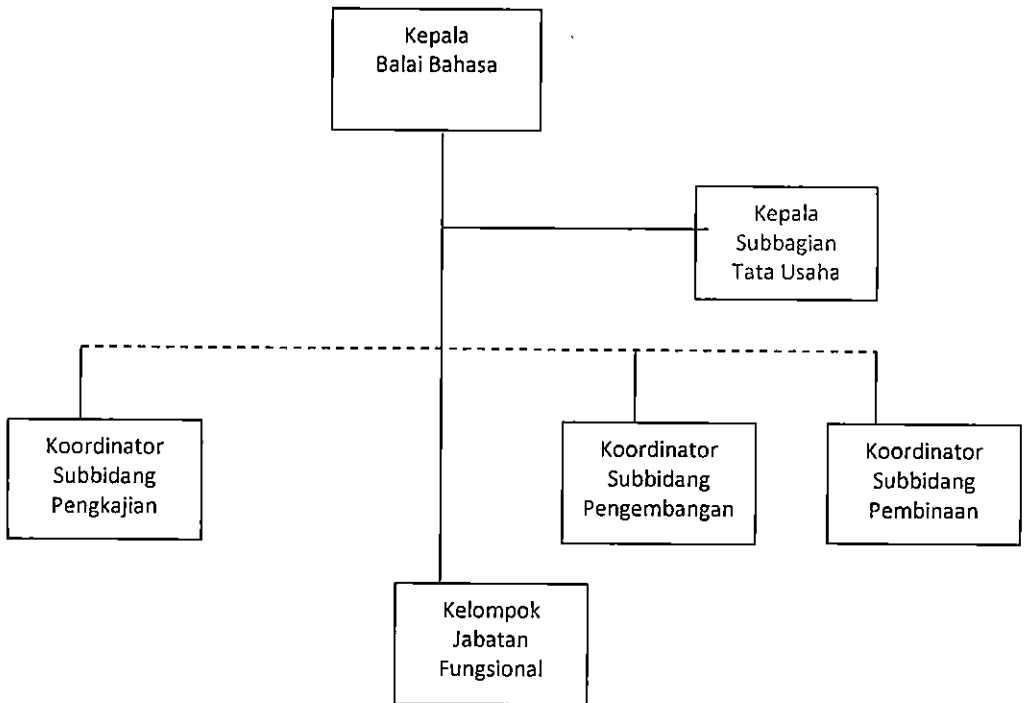 Kepala
Balai Bahasa
Kepala
Subbagian
Tata Usaha
Koordinator
Subbidang
Pengkajian
Koordinator
Subbidang
Pengembangan
Koordinator
Subbidang
Pembinaan
Kelompok
Jabatan
Fungsional